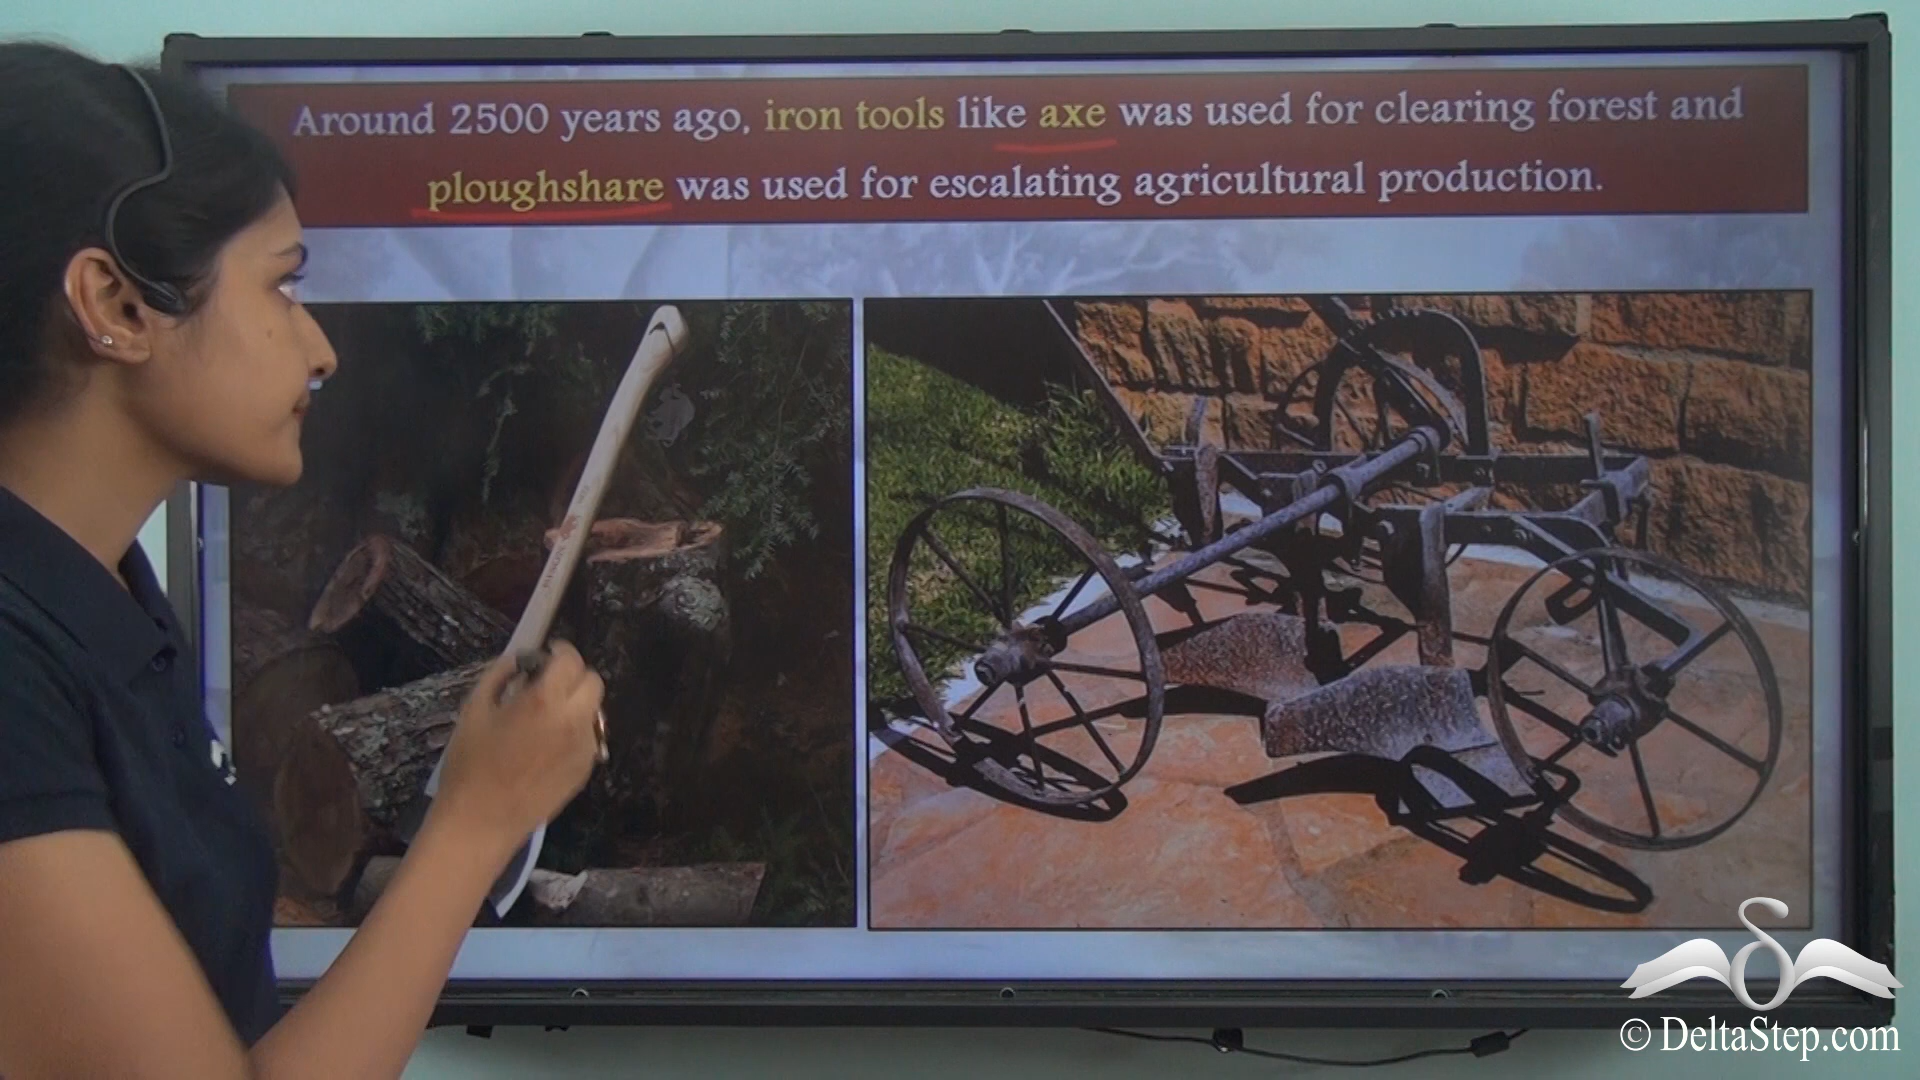 Around 2500 years ago, iron tools like axe was used for clearing forest and
ploughshare was used for escalating agricultural production.
© DeltaStep.com